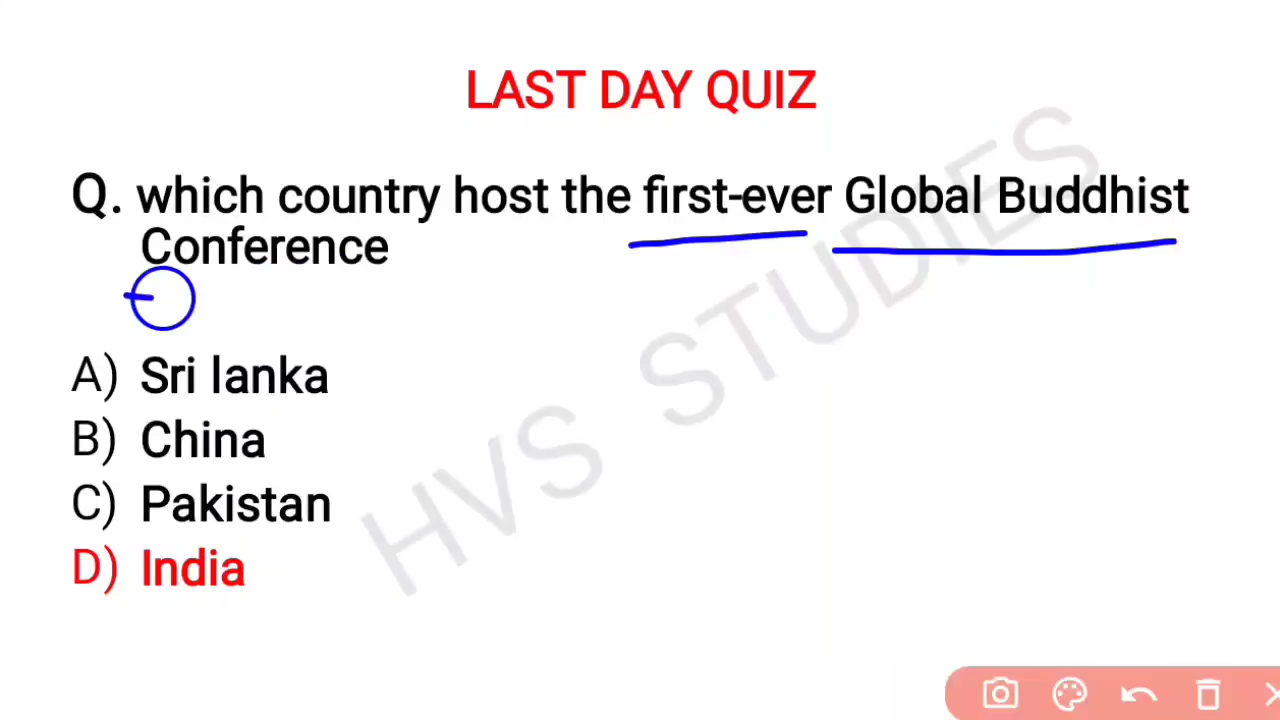 LAST DAY QUIZ
Q. which country host the first-ever Global Buddhist
Conference
A) Sri lanka
B) China
C) Pakistan
D) India
HVS STUDIES